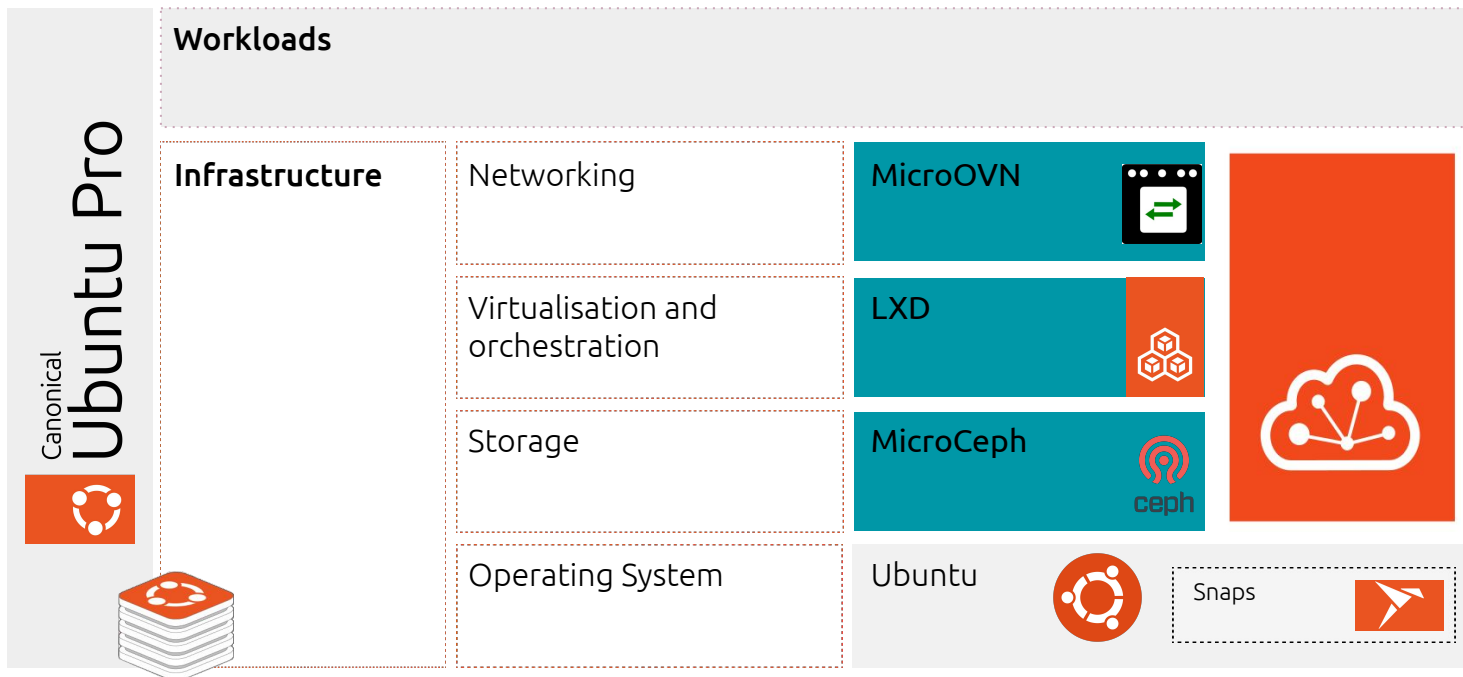 Canonical
Ubuntu Pro
Workloads
Infrastructure
Networking
MicroOVN
Virtualisation and
orchestration
LXD
Storage
MicroCeph
ceph
Operating System
Ubuntu
Snaps